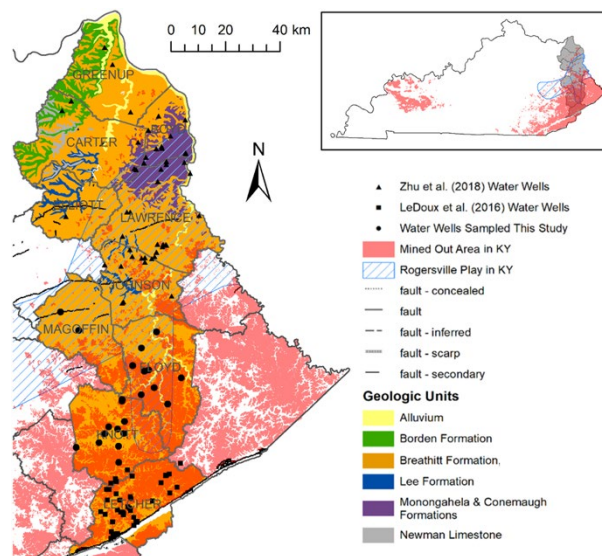 0 10 20 40 km
GREENUP
CARTER
LAWRENCE
N
JOHNSON
MAGOFFIN
FLOYD
KNOTT
LETCHER
Zhu et al. (2018) Water Wells
LeDoux et al. (2016) Water Wells
Water Wells Sampled This Study
Mined Out Area in KY
Rogersville Play in KY
fault - concealed
fault
fault - inferred
fault - scarp
fault - secondary
Geologic Units
Alluvium
Borden Formation
Breathitt Formation,
Lee Formation
Monongahela & Conemaugh
Formations
Newman Limestone